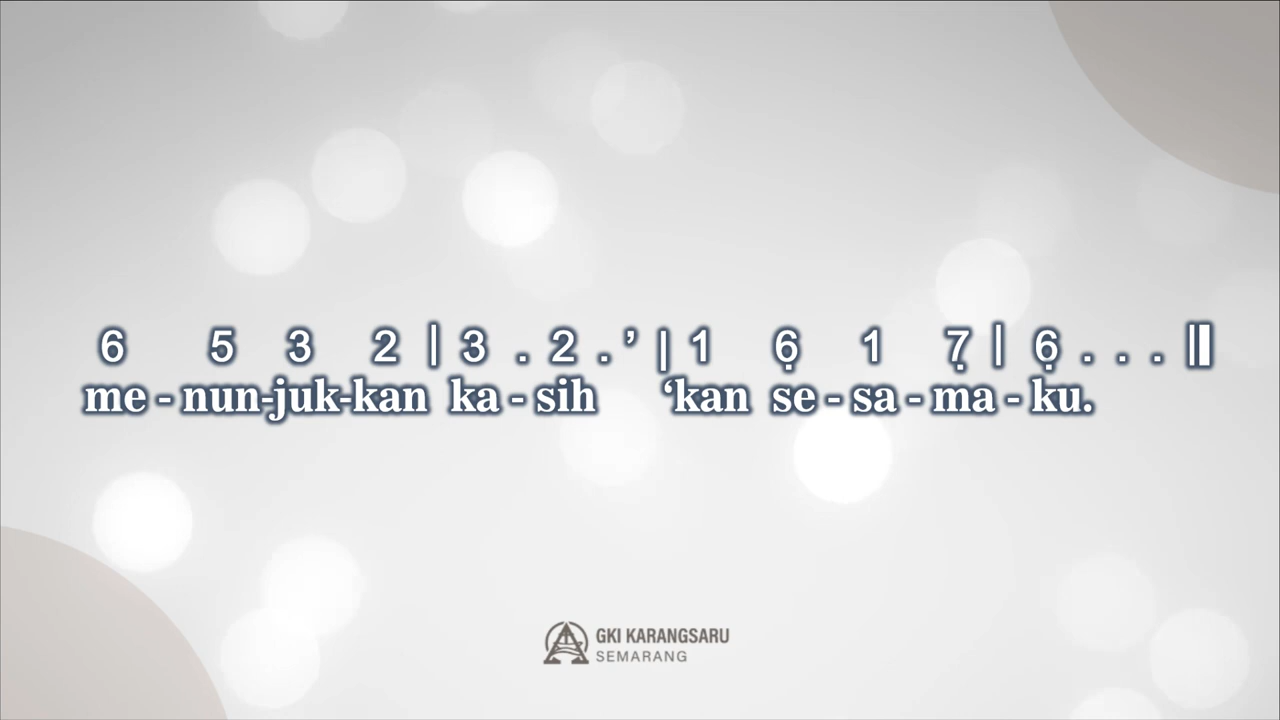 6 5 3 2 | 3 . 2 . ’ | 1 6̣ 1 7̣ | 6̣ . . . ||
me - nun-juk-kan ka - sih ‘kan se - sa - ma - ku.
GKI KARANGSARU
SEMARANG